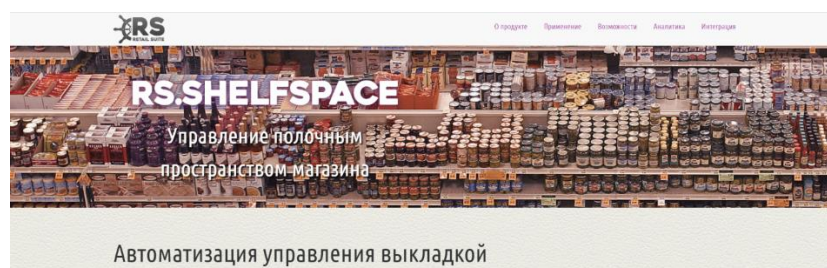 RS
RETAIL SUITE
О продукте Применение Возможности Аналитика Интеграция
RS.SHELFSPACE
Управление полочным
пространством магазина
Автоматизация управления выкладкой